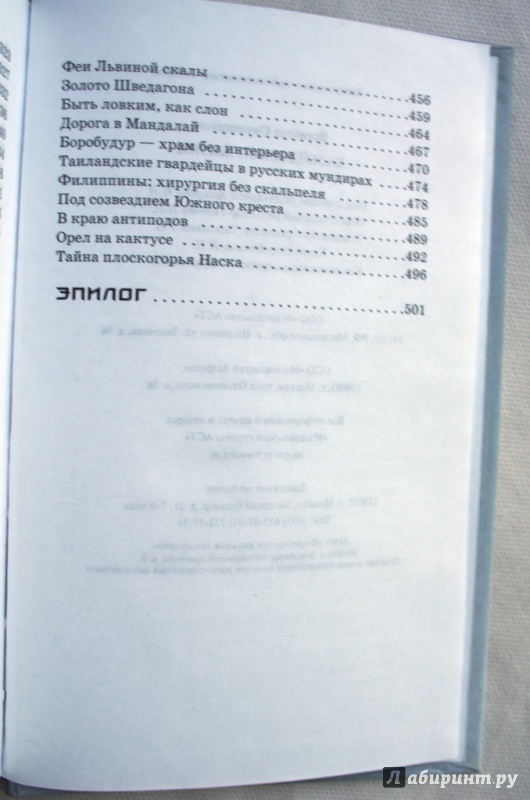 Феи Львиной скалы 456
Золото Шведагона 459
Быть ловким, как слон 464
Дорога в Мандалай 467
Боробудур — храм без интерьера 470
Таиландские гвардейцы в русских мундирах 474
Филиппины: хирургия без скальпеля 478
Под созвездием Южного креста 485
В краю антиподов 489
Орел на кактусе 492
Тайна плоскогорья Наска 496
ЭПИЛОГ 501
Лабиринт.ру